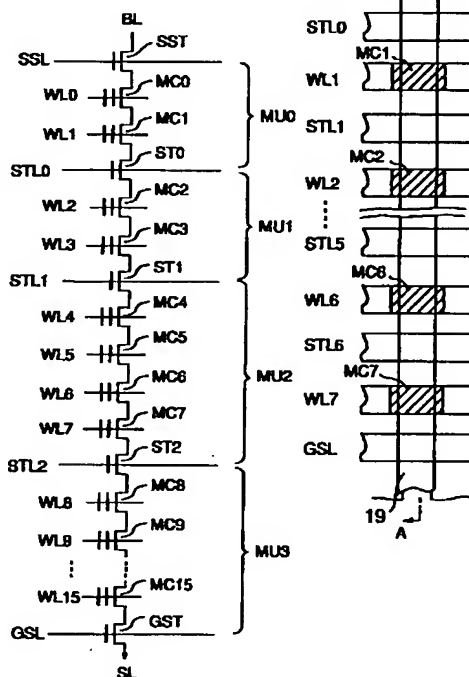 BL
SSL SST
WL0 MC0
WL1 MC1
MU0
STL0 ST0
WL2 MC2
WL3 MC3
MU1
STL1 ST1
WL4 MC4
WL5 MC5
WL6 MC6
MU2
WL7 MC7
STL2 ST2
WL8 MC8
WL9 MC9
MU3
WL15 MC15
GSL GST
SL
STL0
MC1
WL1
STL1
MC2
WL2
STL5
MC6
WL6
STL6
MC7
WL7
GSL
19
A